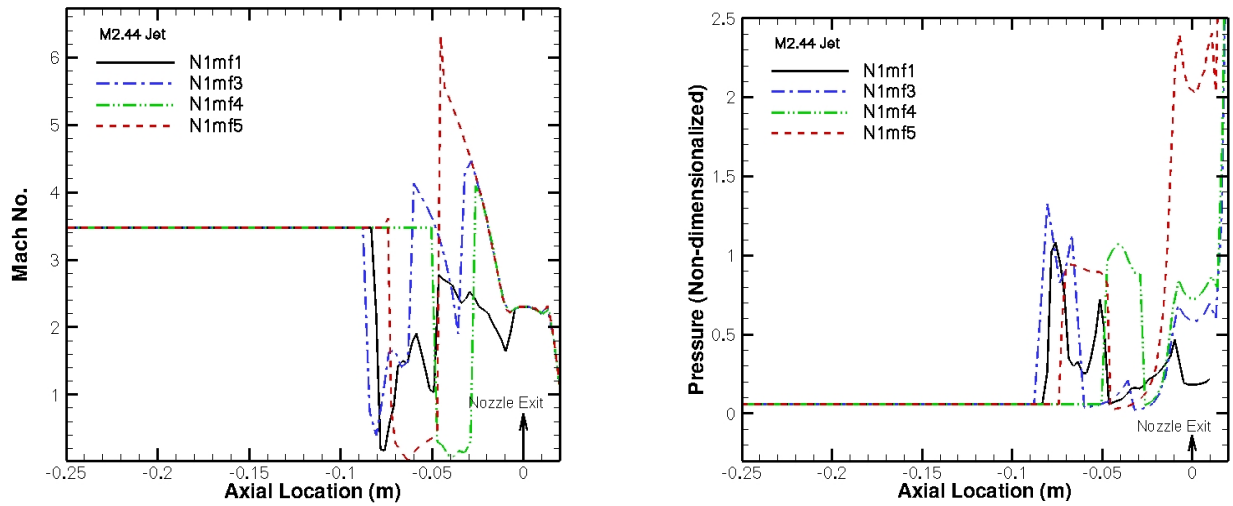 M2.44 Jet
N1mf1
N1mf3
N1mf4
N1mf5
Mach No.
6
5
4
3
2
1
Nozzle Exit
-0.25
-0.2
-0.15
-0.1
-0.05
0
Axial Location (m)
M2.44 Jet
N1mf1
N1mf3
N1mf4
N1mf5
Pressure (Non-dimensionalized)
2.5
2
1.5
1
0.5
0
Nozzle Exit
-0.25
-0.2
-0.15
-0.1
-0.05
0
Axial Location (m)